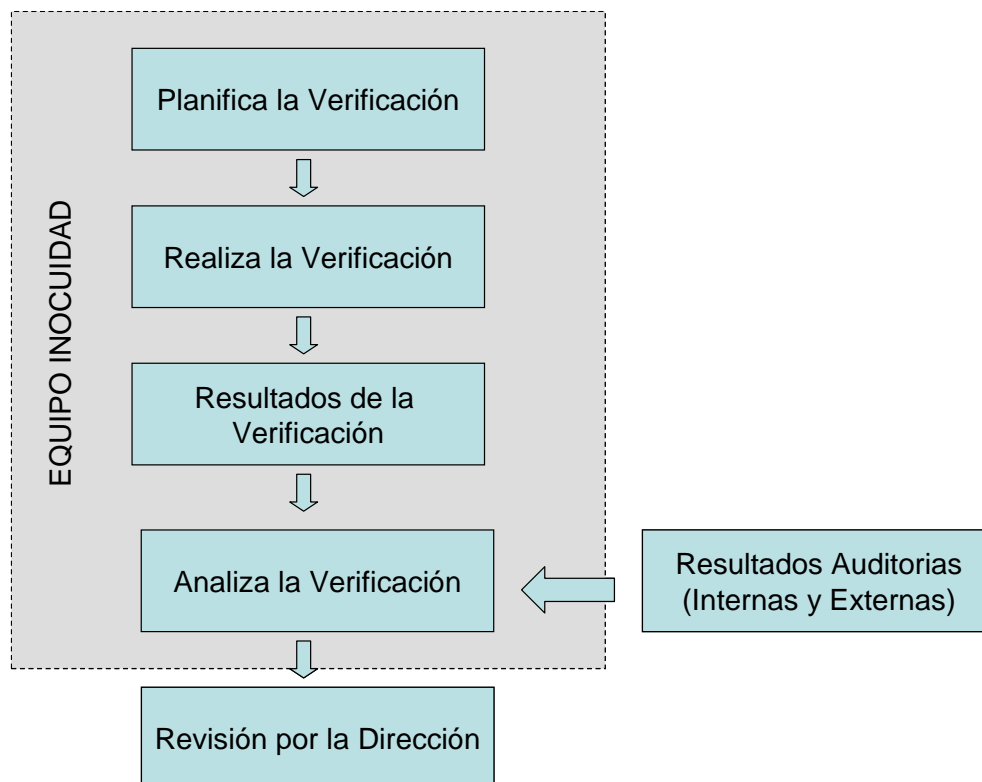 EQUIPO INOCUIDAD
Planifica la Verificación
Realiza la Verificación
Resultados de la
Verificación
Analiza la Verificación
Resultados Auditorias
(Internas y Externas)
Revisión por la Dirección